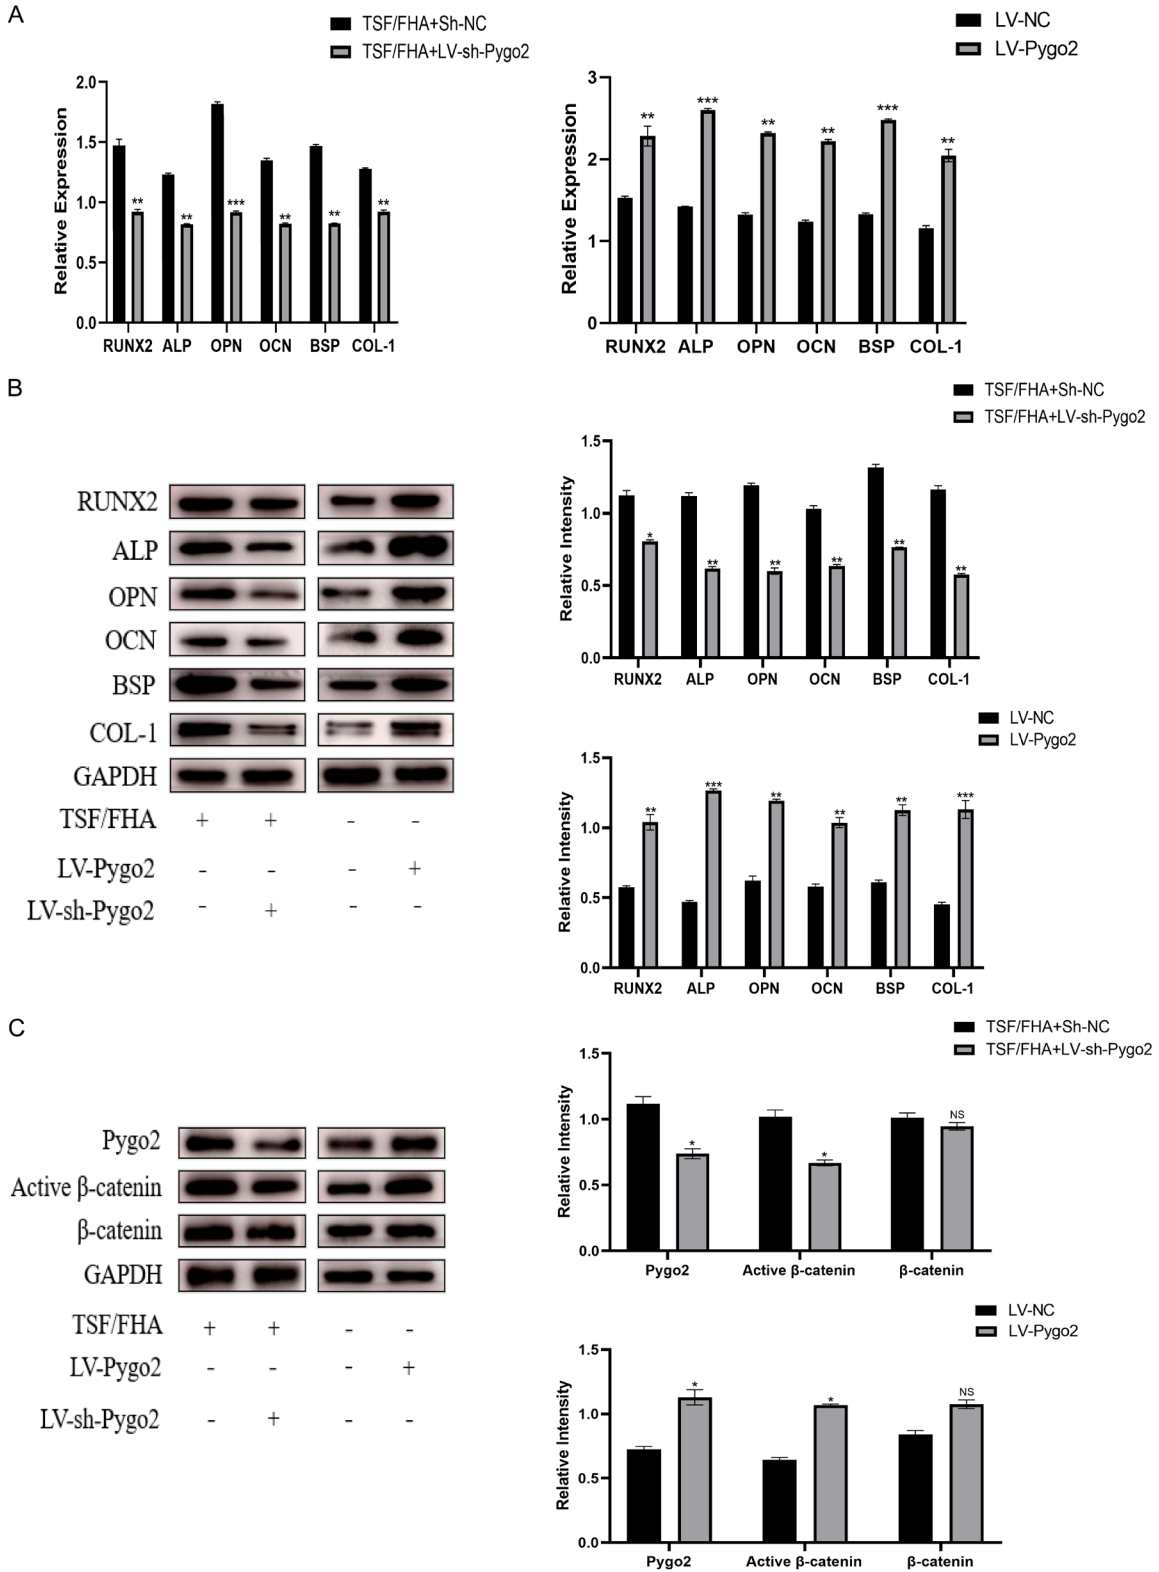 A
TSF/FHA+Sh-NC
TSF/FHA+LV-sh-Pygo2
Relative Expression
2.0
1.5
1.0
0.5
0.0
** ** *** ** ** **
RUNX2 ALP OPN OCN BSP COL-1
LV-NC
LV-Pygo2
Relative Expression
3
2
1
0
** *** ** ** *** **
RUNX2 ALP OPN OCN BSP COL-1
B
RUNX2
ALP
OPN
OCN
BSP
COL-1
GAPDH
TSF/FHA + + - -
LV-Pygo2 - - - +
LV-sh-Pygo2 - + - -
TSF/FHA+Sh-NC
TSF/FHA+LV-sh-Pygo2
Relative Intensity
1.5
1.0
0.5
0.0
* ** ** ** ** **
RUNX2 ALP OPN OCN BSP COL-1
LV-NC
LV-Pygo2
Relative Intensity
1.5
1.0
0.5
0.0
** *** ** ** ** ***
RUNX2 ALP OPN OCN BSP COL-1
C
Pygo2
Active β-catenin
β-catenin
GAPDH
TSF/FHA + + - -
LV-Pygo2 - - - +
LV-sh-Pygo2 - + - -
TSF/FHA+Sh-NC
TSF/FHA+LV-sh-Pygo2
Relative Intensity
1.5
1.0
0.5
0.0
* * NS
Pygo2 Active β-catenin β-catenin
LV-NC
LV-Pygo2
Relative Intensity
1.5
1.0
0.5
0.0
* * NS
Pygo2 Active β-catenin β-catenin